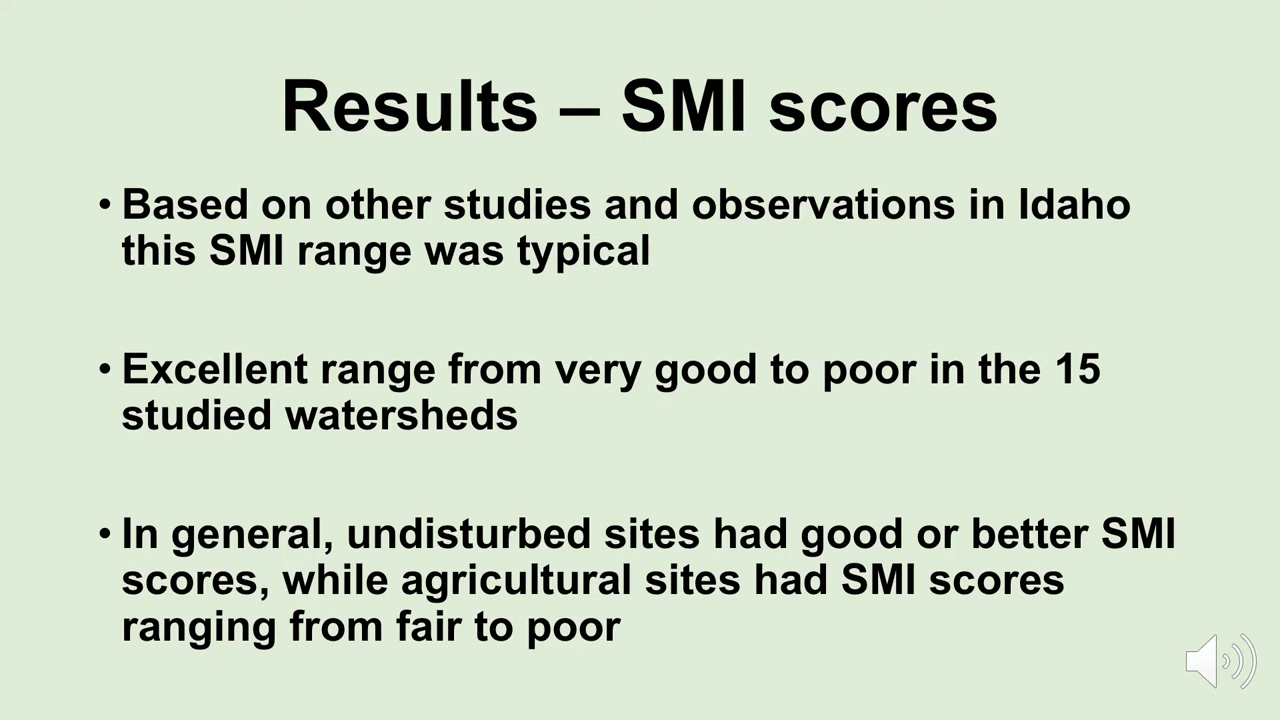 Results – SMI scores
• Based on other studies and observations in Idaho
this SMI range was typical
• Excellent range from very good to poor in the 15
studied watersheds
• In general, undisturbed sites had good or better SMI
scores, while agricultural sites had SMI scores
ranging from fair to poor